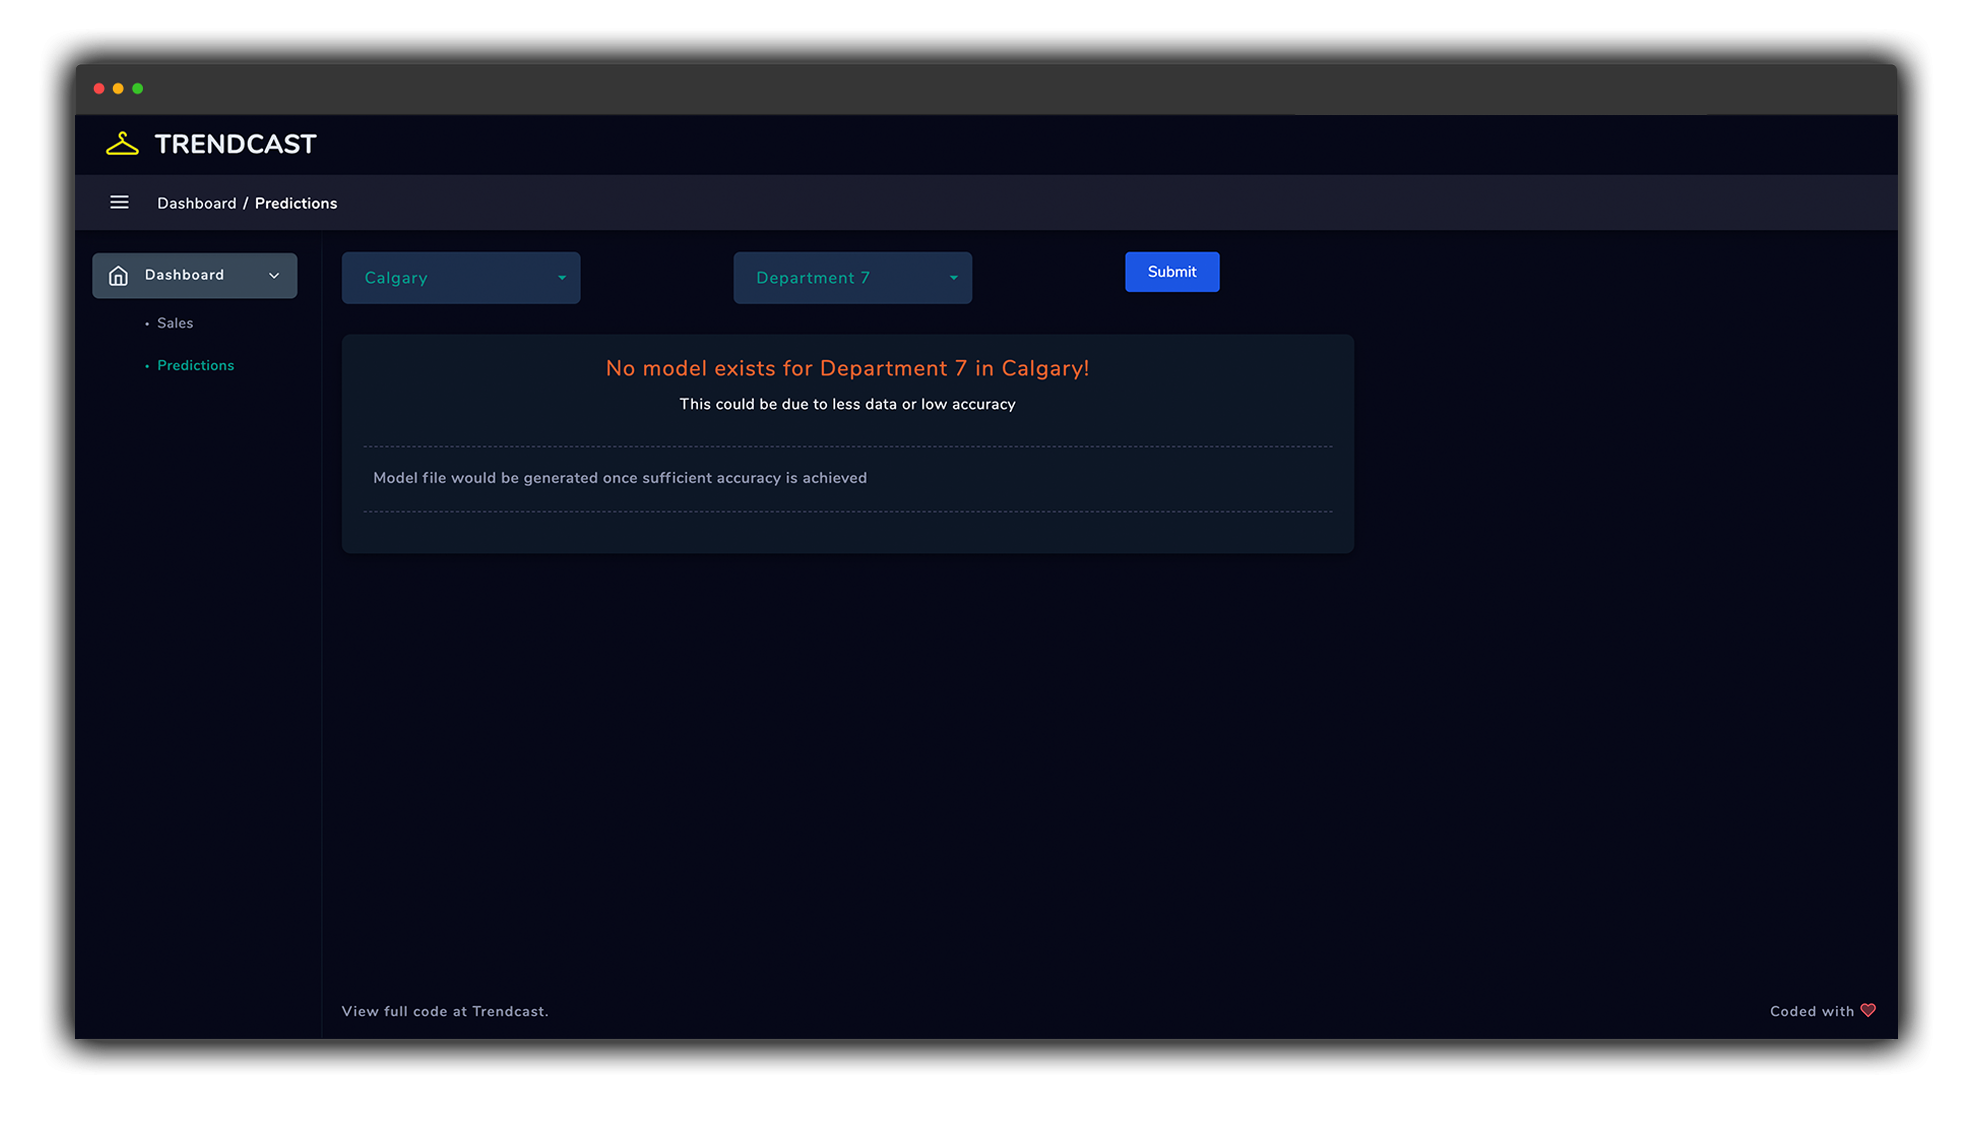 TRENDCAST
Dashboard / Predictions
Dashboard
• Sales
• Predictions
Calgary
Department 7
Submit
No model exists for Department 7 in Calgary!
This could be due to less data or low accuracy
Model file would be generated once sufficient accuracy is achieved
View full code at Trendcast.
Coded with